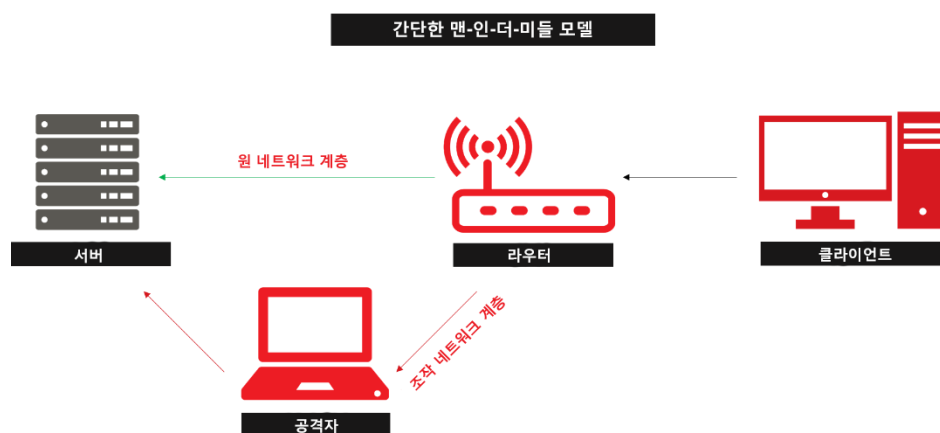 간단한 맨-인-더-미들 모델
원 네트워크 계층
서버
라우터
클라이언트
조작 네트워크 계층
공격자